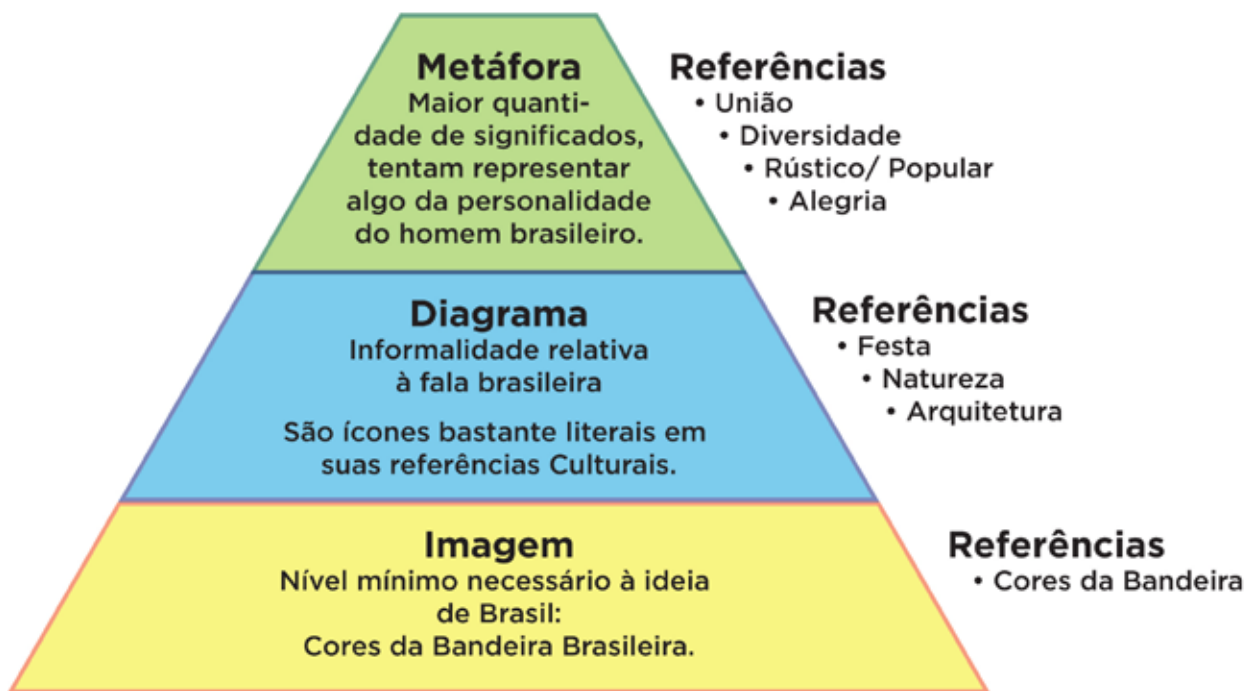 Metáfora
Maior quanti-
dade de significados,
tentam representar
algo da personalidade
do homem brasileiro.
Referências
• União
• Diversidade
• Rústico/ Popular
• Alegria
Diagrama
Informalidade relativa
à fala brasileira
São ícones bastante literais em
suas referências Culturais.
Referências
• Festa
• Natureza
• Arquitetura
Imagem
Nível mínimo necessário à ideia
de Brasil:
Cores da Bandeira Brasileira.
Referências
• Cores da Bandeira